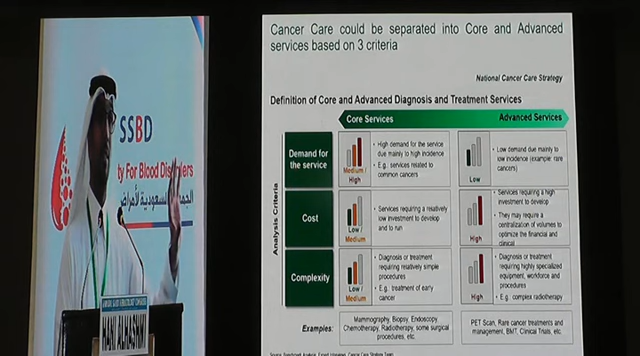 SSBD
ty For Blood Disorders
الجمعية السعودية لأمراض
HANI ALHASHMI
Cancer Care could be separated into Core and Advanced
services based on 3 criteria
National Cancer Care Strategy
Definition of Core and Advanced Diagnosis and Treatment Services
Core Services
Advanced Services
Analysis Criteria
Demand for
the service
Medium /
High
• High demand for the service
due mainly to high incidence
• E.g. services related to
common cancers
Low
• Low demand due mainly to
low incidence (example: rare
cancers)
Cost
Low /
Medium
• Services requiring a relatively
low investment to develop
and to run
High
• Services requiring a high
investment to develop
• They may require a
centralization of volumes to
optimize the financial and
clinical
Complexity
Low /
Medium
• Diagnosis or treatment
requiring relatively simple
procedures
• E.g. treatment of early
cancer
High
• Diagnosis or treatment
requiring highly specialized
equipment, workforce and
procedures
• E.g. complex radiotherapy
Examples:
Mammography, Biopsy, Endoscopy,
Chemotherapy, Radiotherapy, some surgical
procedures, etc.
PET Scan, Rare cancer treatments and
management, BMT, Clinical Trials, etc.